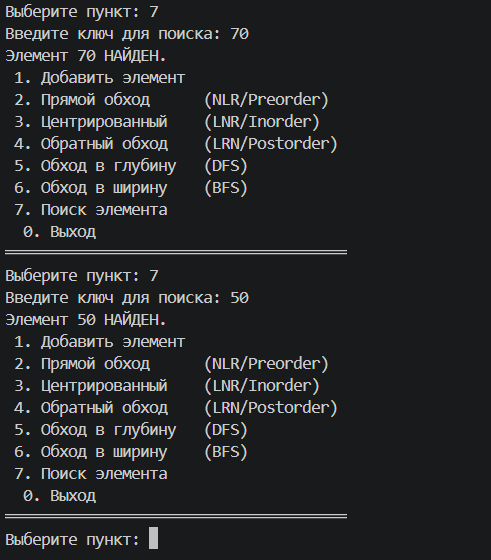 Выберите пункт: 7
Введите ключ для поиска: 70
Элемент 70 НАЙДЕН.
1. Добавить элемент
2. Прямой обход (NLR/Preorder)
3. Центрированный (LNR/Inorder)
4. Обратный обход (LRN/Postorder)
5. Обход в глубину (DFS)
6. Обход в ширину (BFS)
7. Поиск элемента
0. Выход
Выберите пункт: 7
Введите ключ для поиска: 50
Элемент 50 НАЙДЕН.
1. Добавить элемент
2. Прямой обход (NLR/Preorder)
3. Центрированный (LNR/Inorder)
4. Обратный обход (LRN/Postorder)
5. Обход в глубину (DFS)
6. Обход в ширину (BFS)
7. Поиск элемента
0. Выход
Выберите пункт: